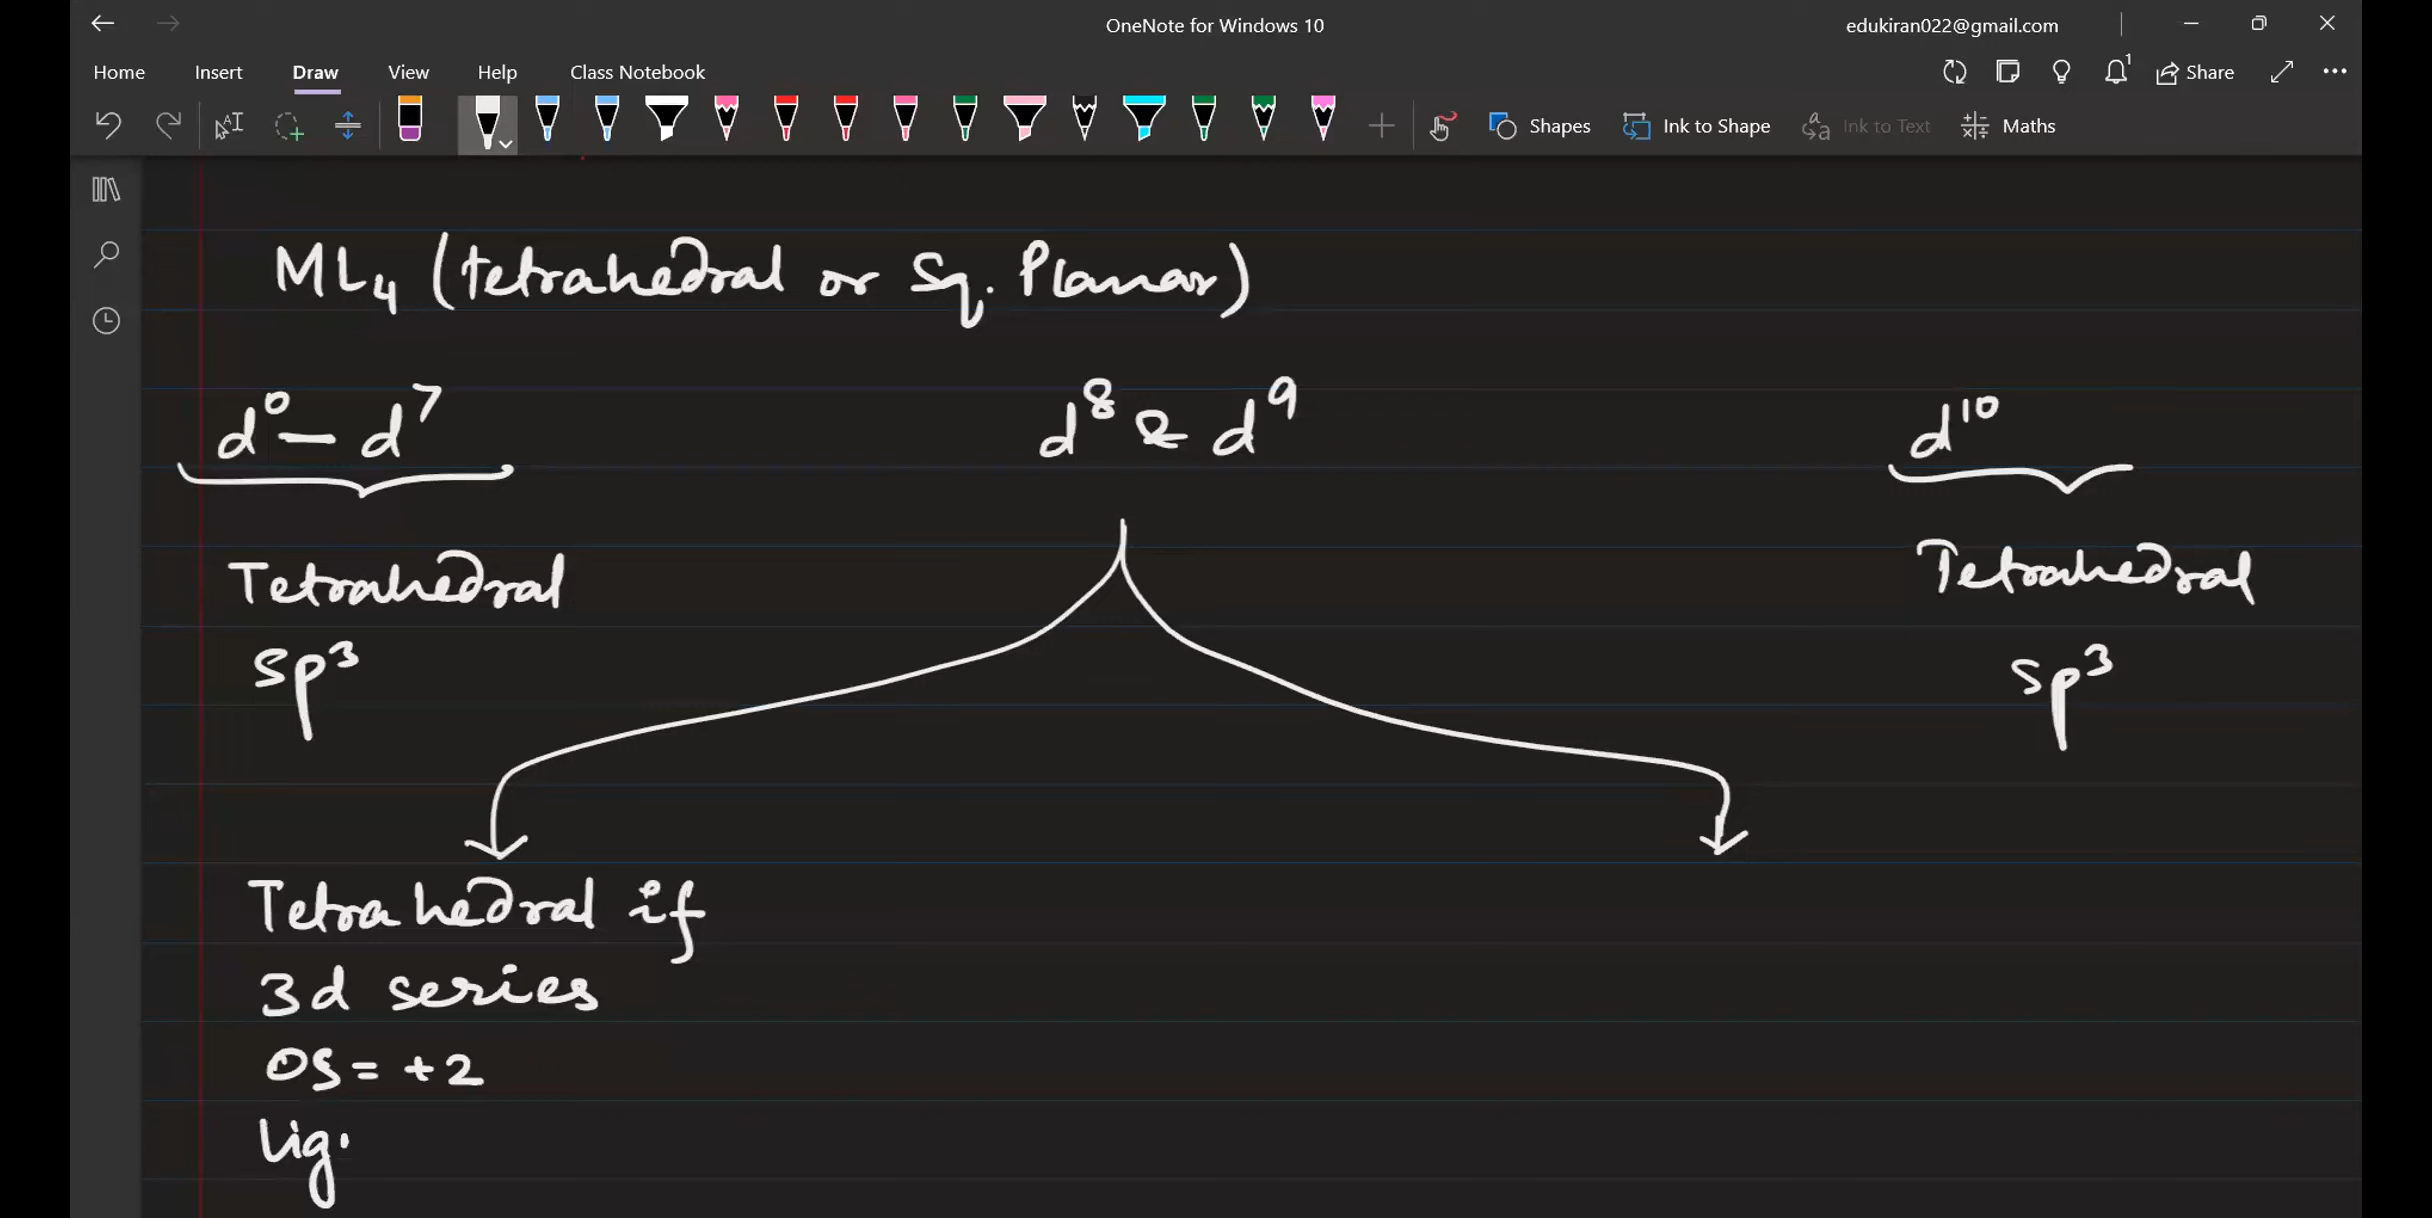 OneNote for Windows 10
edukiran022@gmail.com
Home Insert Draw View Help Class Notebook
1
Share
Shapes Ink to Shape Ink to Text Maths
ML₄ (tetrahedral or Sq. Planar)
d⁰ – d⁷ d⁸ & d⁹ d¹⁰
Tetrahedral Tetrahedral
sp³ sp³
Tetrahedral if
3d series
OS = +2
Lig.